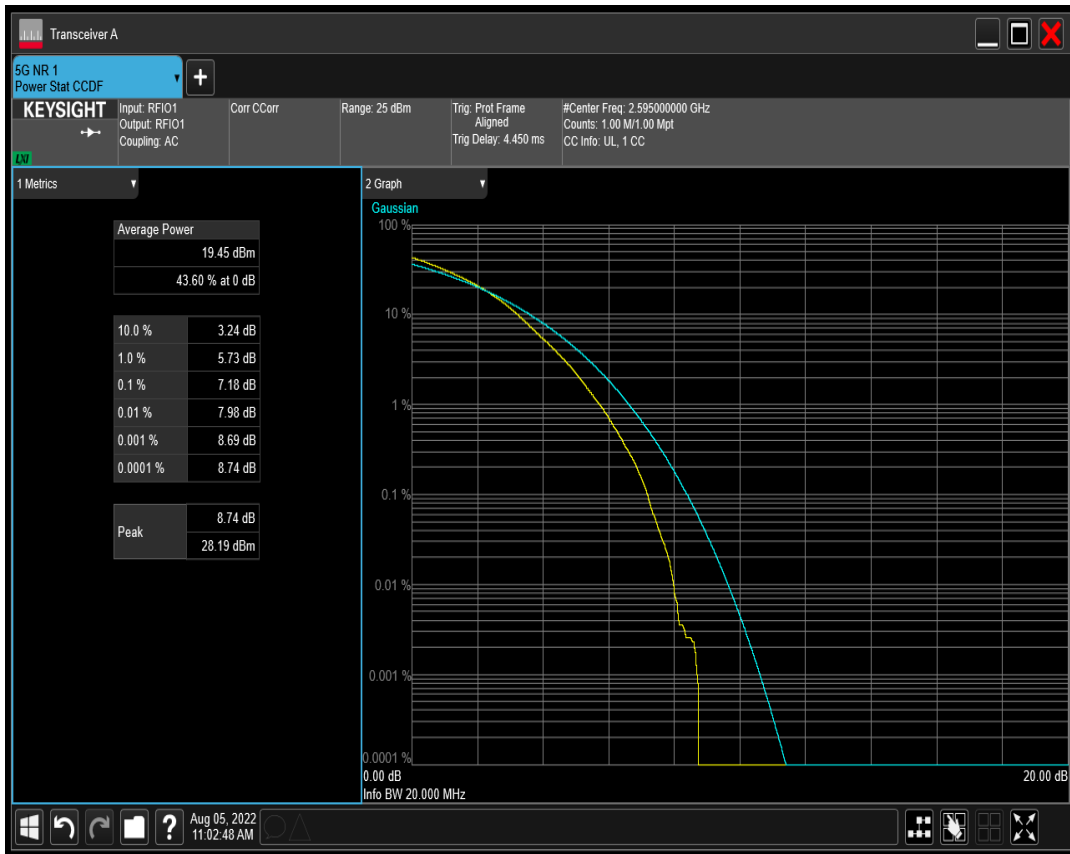 Transceiver A
5G NR 1
Power Stat CCDF
+
KEYSIGHT
LXI
Input: RFIO1
Output: RFIO1
Coupling: AC
Corr CCorr
Range: 25 dBm
Trig: Prot Frame
Aligned
Trig Delay: 4.450 ms
#Center Freq: 2.595000000 GHz
Counts: 1.00 M/1.00 Mpt
CC Info: UL, 1 CC
1 Metrics
Average Power
19.45 dBm
43.60 % at 0 dB
10.0 % 3.24 dB
1.0 % 5.73 dB
0.1 % 7.18 dB
0.01 % 7.98 dB
0.001 % 8.69 dB
0.0001 % 8.74 dB
Peak
8.74 dB
28.19 dBm
2 Graph
Gaussian
100 %
10 %
1 %
0.1 %
0.01 %
0.001 %
0.0001 %
0.00 dB 20.00 dB
Info BW 20.000 MHz
?
Aug 05, 2022
11:02:48 AM